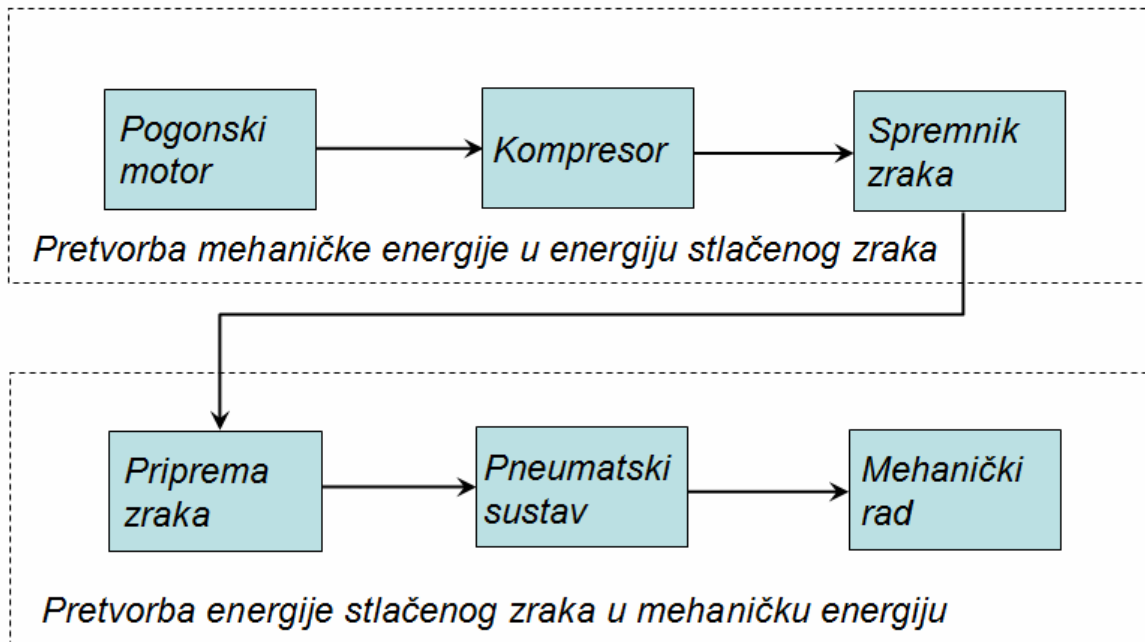 Pogonski
motor
Kompresor
Spremnik
zraka
Pretvorba mehaničke energije u energiju stlačenog zraka
Priprema
zraka
Pneumatski
sustav
Mehanički
rad
Pretvorba energije stlačenog zraka u mehaničku energiju